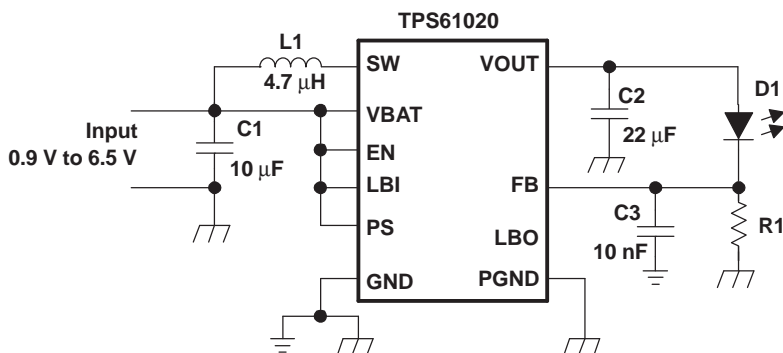 TPS61020
L1
4.7 μH
SW
VOUT
D1
C2
22 μF
Input
0.9 V to 6.5 V
C1
10 μF
VBAT
EN
LBI
PS
FB
C3
10 nF
R1
LBO
GND
PGND